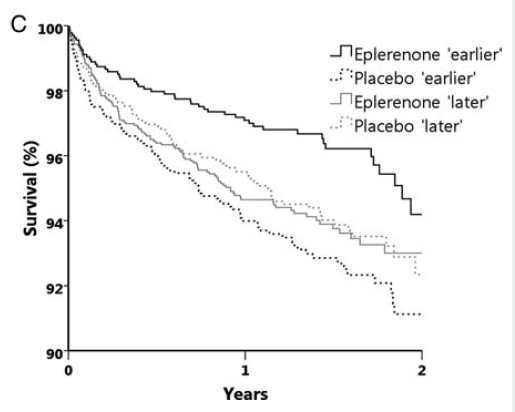 C
100
98
96
94
92
90
Survival (%)
Eplerenone 'earlier'
Placebo 'earlier'
Eplerenone 'later'
Placebo 'later'
0
1
2
Years